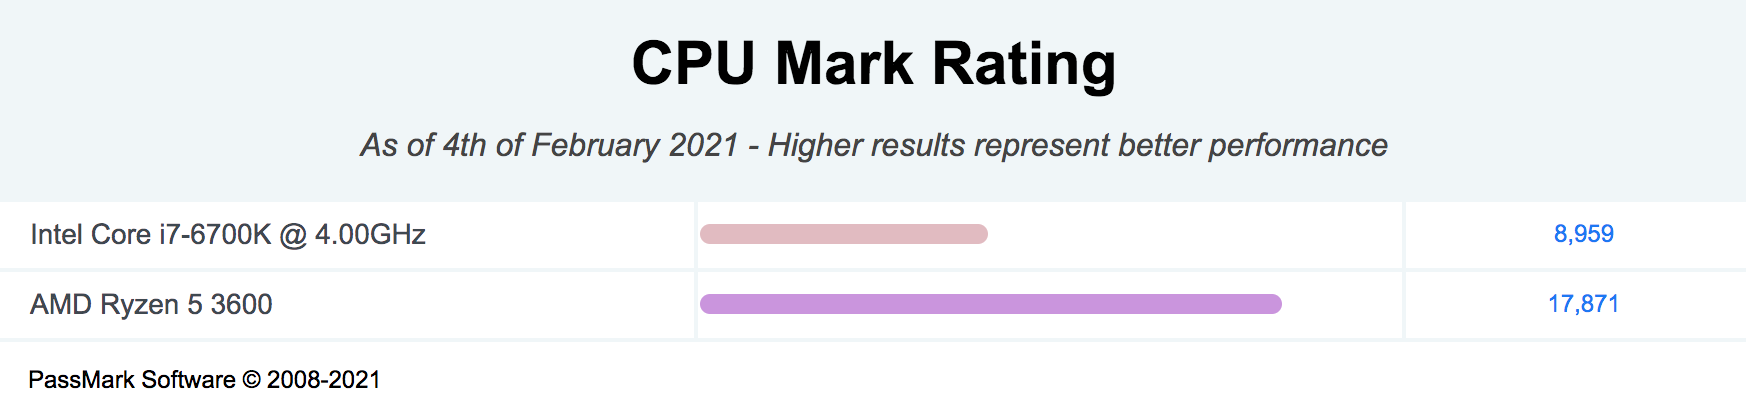 CPU Mark Rating
As of 4th of February 2021 - Higher results represent better performance
Intel Core i7-6700K @ 4.00GHz 8,959
AMD Ryzen 5 3600 17,871
PassMark Software © 2008-2021